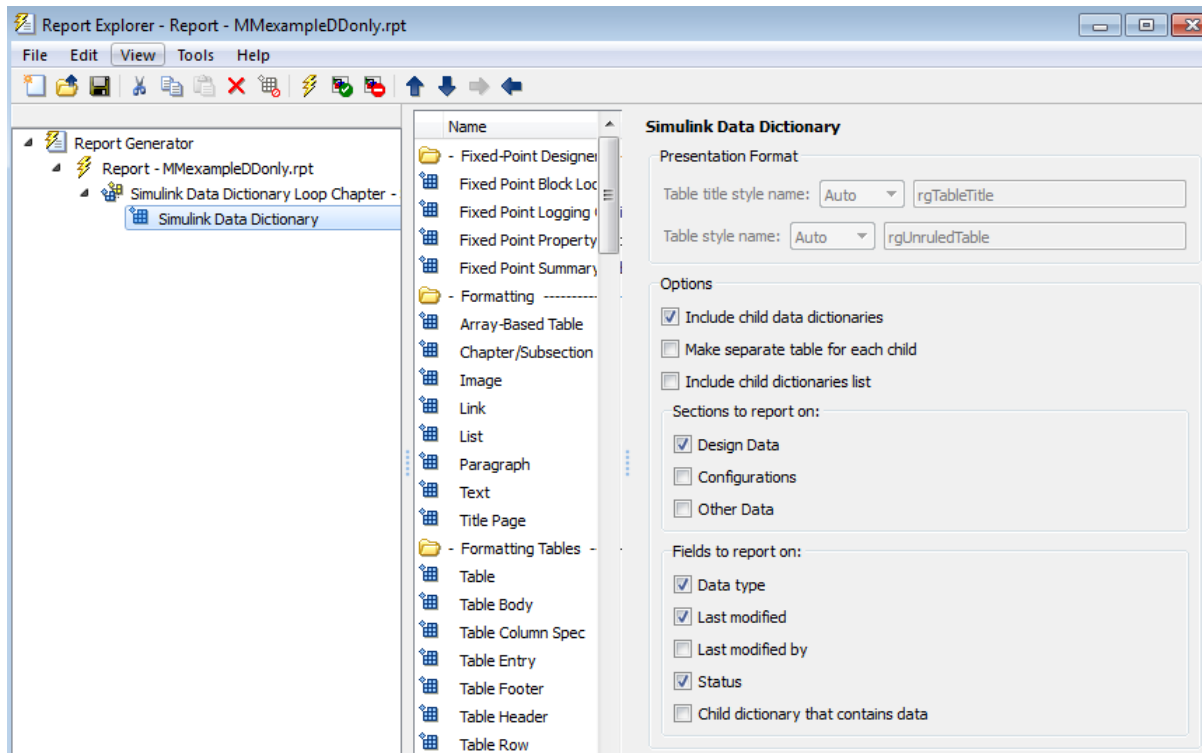 Report Explorer - Report - MMexampleDDonly.rpt
File Edit View Tools Help
Report Generator
Report - MMexampleDDonly.rpt
Simulink Data Dictionary Loop Chapter -
Simulink Data Dictionary
Name
- Fixed-Point Designer -
Fixed Point Block Loo
Fixed Point Logging
Fixed Point Property
Fixed Point Summary
- Formatting ----------
Array-Based Table
Chapter/Subsection
Image
Link
List
Paragraph
Text
Title Page
- Formatting Tables -
Table
Table Body
Table Column Spec
Table Entry
Table Footer
Table Header
Table Row
Simulink Data Dictionary
Presentation Format
Table title style name: Auto rgTableTitle
Table style name: Auto rgUnruledTable
Options
Include child data dictionaries
Make separate table for each child
Include child dictionaries list
Sections to report on:
Design Data
Configurations
Other Data
Fields to report on:
Data type
Last modified
Last modified by
Status
Child dictionary that contains data